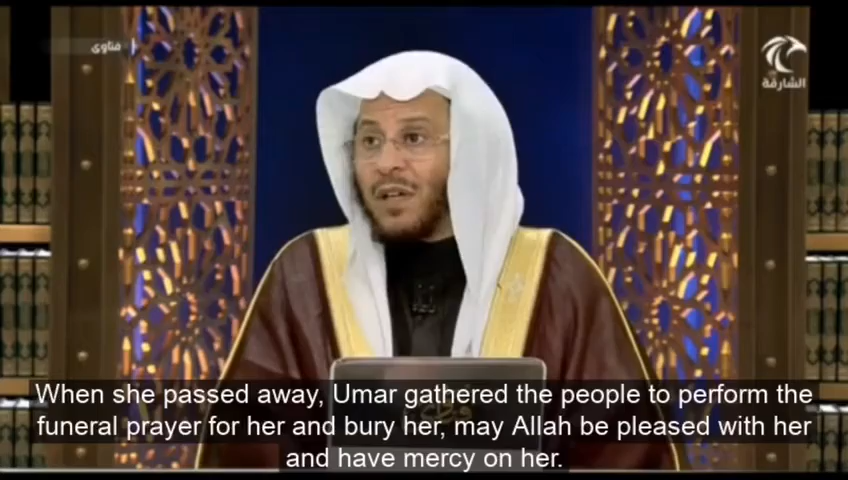 فتاوى
الشارقة
When she passed away, Umar gathered the people to perform the
funeral prayer for her and bury her, may Allah be pleased with her
and have mercy on her.